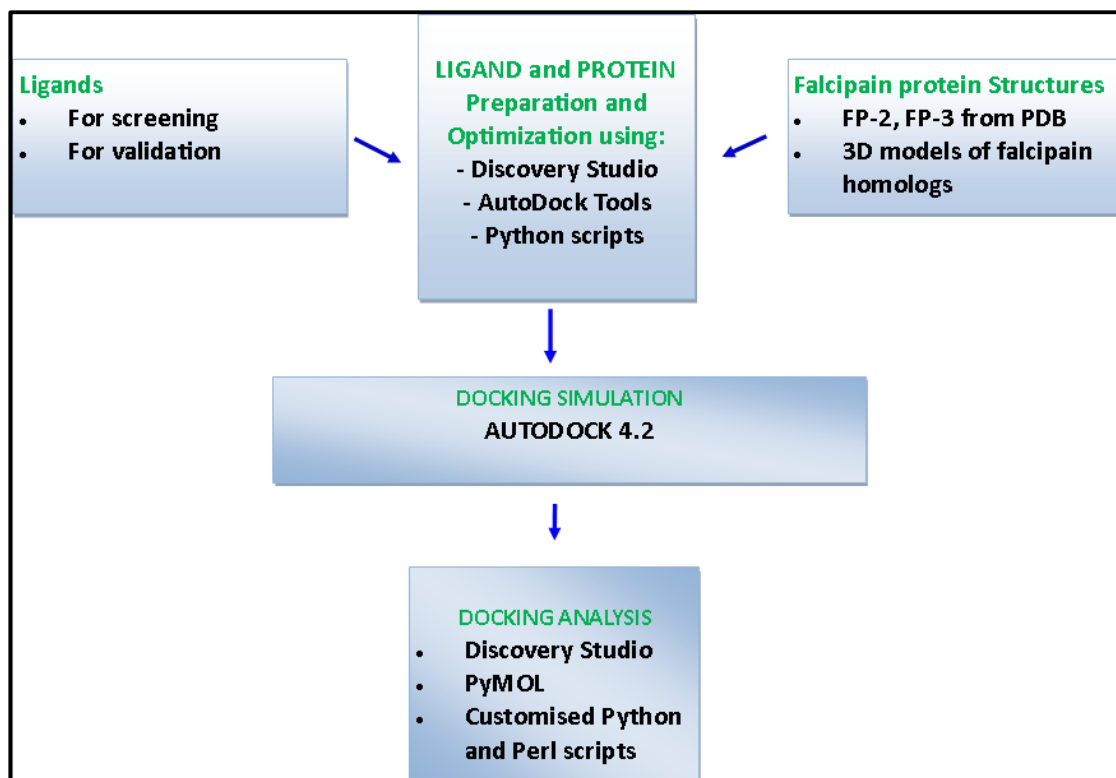 Ligands
• For screening
• For validation
LIGAND and PROTEIN
Preparation and
Optimization using:
- Discovery Studio
- AutoDock Tools
- Python scripts
Falcipain protein Structures
• FP-2, FP-3 from PDB
• 3D models of falcipain
homologs
DOCKING SIMULATION
AUTODOCK 4.2
DOCKING ANALYSIS
• Discovery Studio
• PyMOL
• Customised Python
and Perl scripts